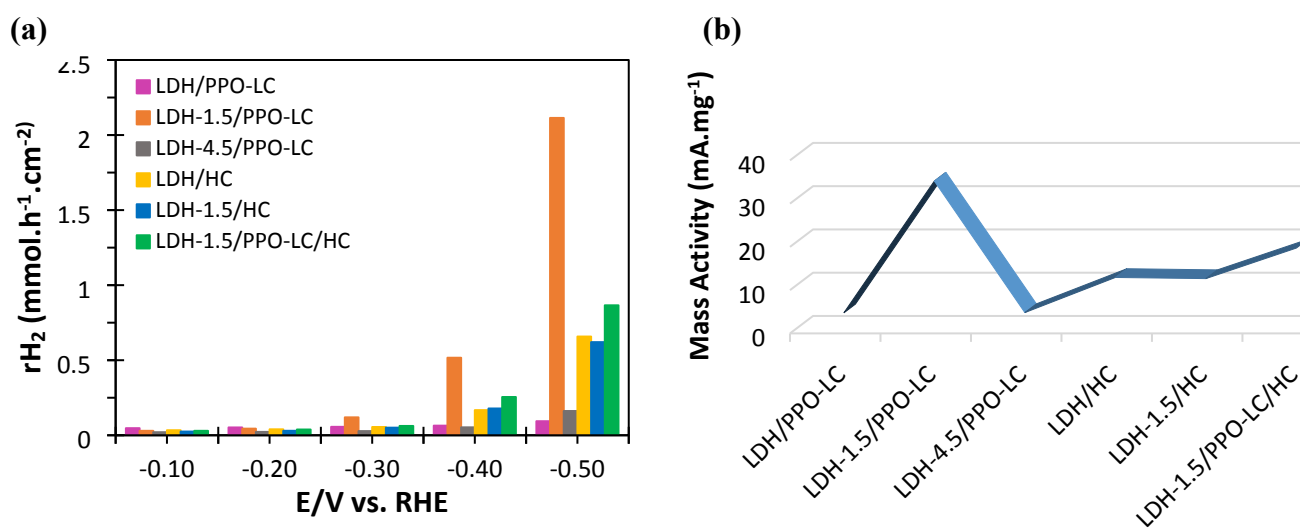 (a)
(b)
2.5
2
1.5
1
0.5
0
rH₂ (mmol.h⁻¹.cm⁻²)
LDH/PPO-LC
LDH-1.5/PPO-LC
LDH-4.5/PPO-LC
LDH/HC
LDH-1.5/HC
LDH-1.5/PPO-LC/HC
-0.10 -0.20 -0.30 -0.40 -0.50
E/V vs. RHE
Mass Activity (mA.mg⁻¹)
40
30
20
10
0
LDH/PPO-LC
LDH-1.5/PPO-LC
LDH-4.5/PPO-LC
LDH/HC
LDH-1.5/HC
LDH-1.5/PPO-LC/HC